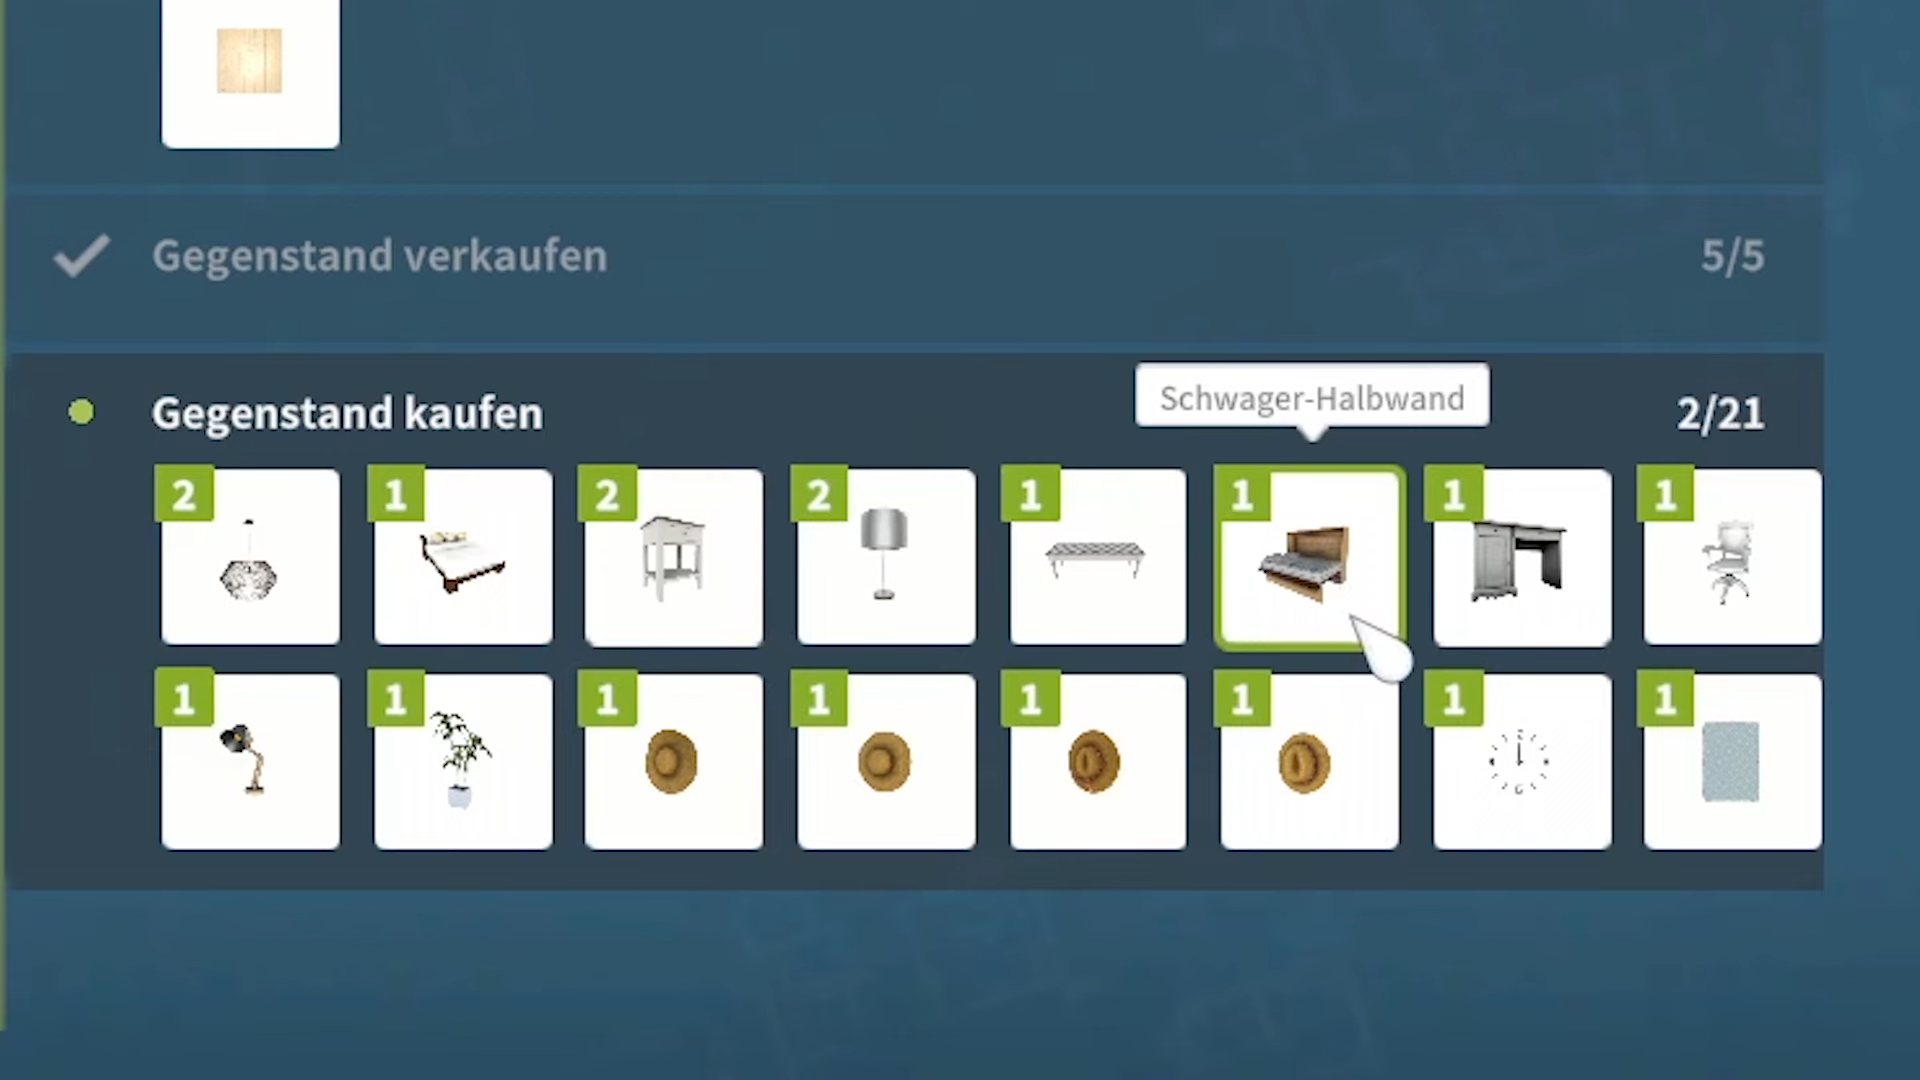 Gegenstand verkaufen 5/5
Schwager-Halbwand
Gegenstand kaufen 2/21
2 1 2 2 1 1 1 1
1 1 1 1 1 1 1 1